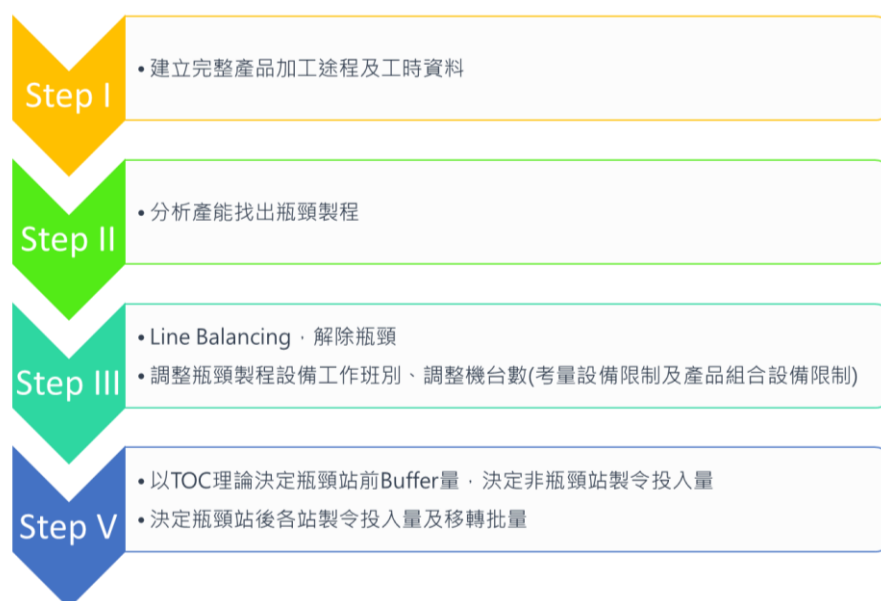 Step I
• 建立完整產品加工途程及工時資料
Step II
• 分析產能找出瓶頸製程
Step III
• Line Balancing，解除瓶頸
• 調整瓶頸製程設備工作班別、調整機台數(考量設備限制及產品組合設備限制)
Step V
• 以TOC理論決定瓶頸站前Buffer量，決定非瓶頸站製令投入量
• 決定瓶頸站後各站製令投入量及移轉批量